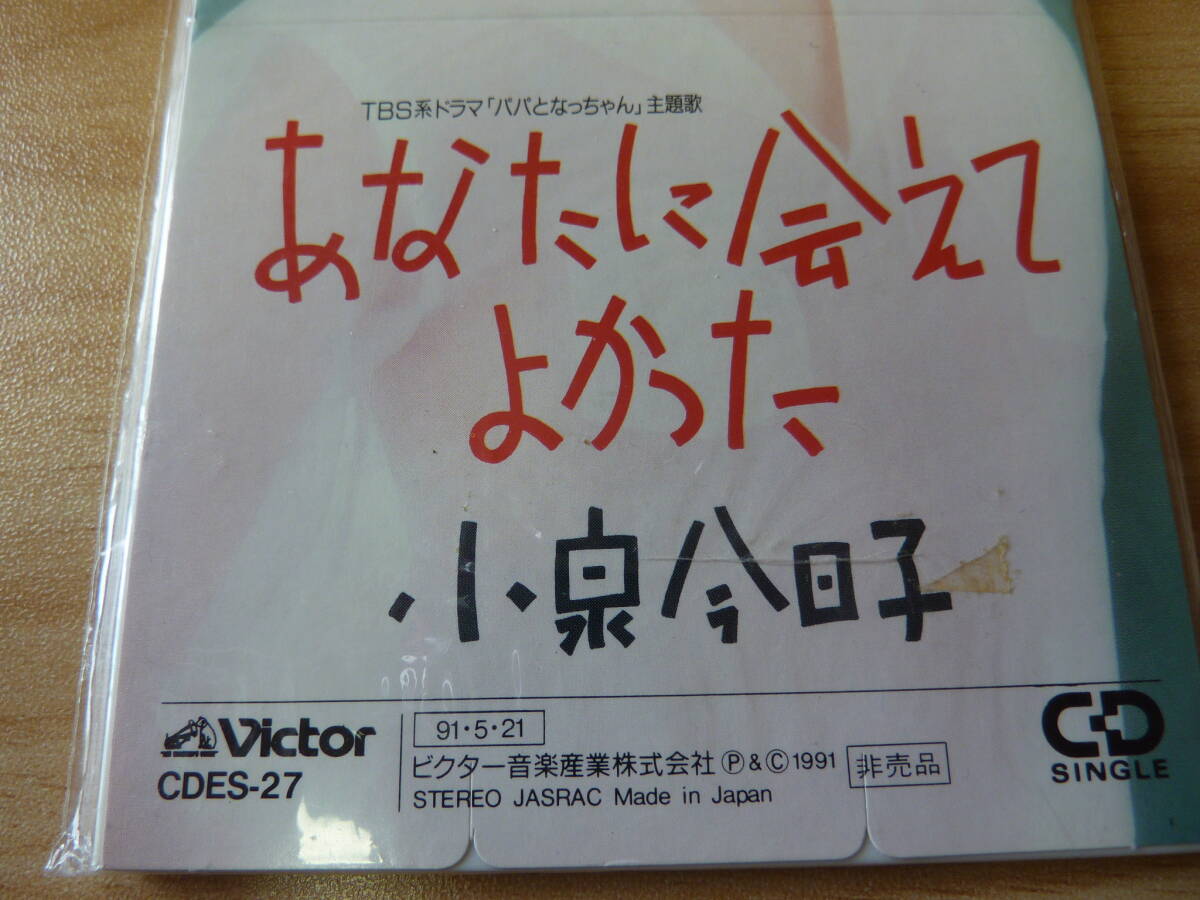 TBS系ドラマ「パパとなっちゃん」主題歌
あなたに会えて
よかった
小泉今日子
Victor
CDES-27
91・5・21
ビクター音楽産業株式会社Ⓟ&Ⓒ1991
非売品
STEREO JASRAC Made in Japan
CD
SINGLE